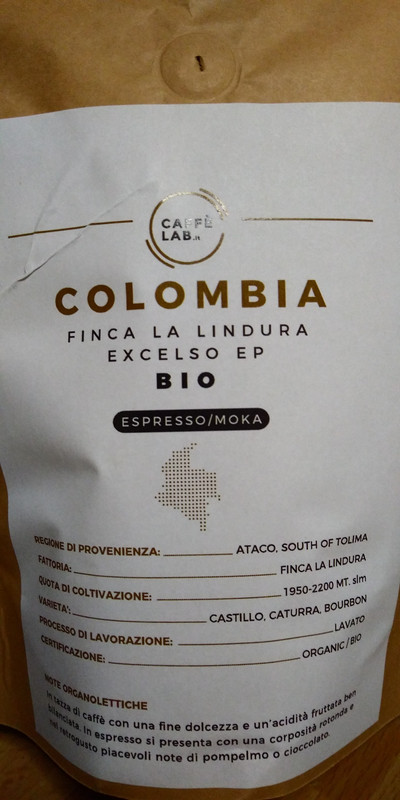 CAFFÈ
LAB.it
COLOMBIA
FINCA LA LINDURA
EXCELSO EP
BIO
ESPRESSO/MOKA
REGIONE DI PROVENIENZA: ATACO, SOUTH OF TOLIMA
FATTORIA: FINCA LA LINDURA
QUOTA DI COLTIVAZIONE: 1950-2200 MT. slm
VARIETA': CASTILLO, CATURRA, BOURBON
PROCESSO DI LAVORAZIONE: LAVATO
CERTIFICAZIONE: ORGANIC / BIO
NOTE ORGANOLETTICHE
In tazza di caffè con una fine dolcezza e un'acidità fruttata ben
bilanciata. In espresso si presenta con una corposità rotonda e
nel retrogusto piacevoli note di pompelmo o cioccolato.